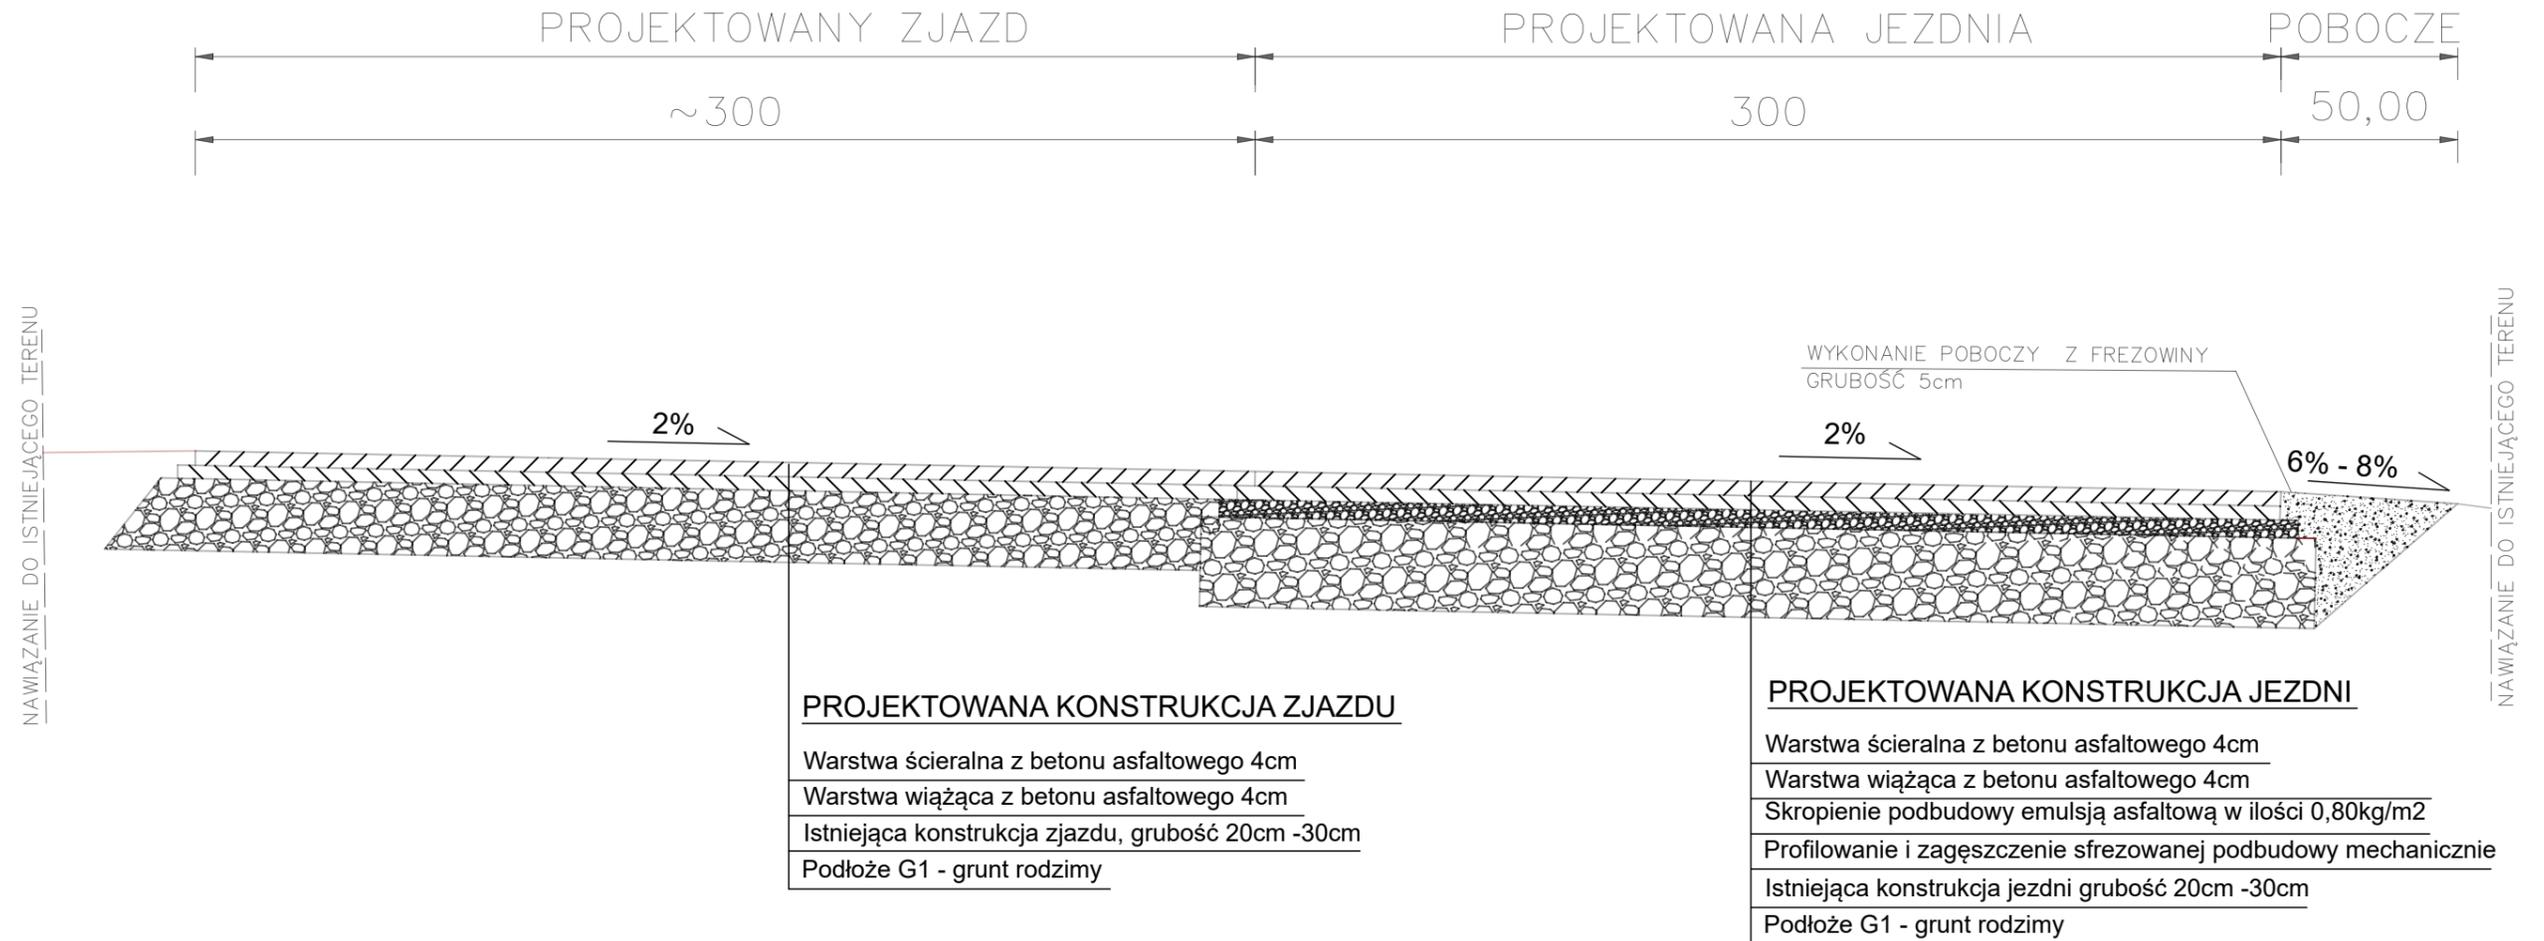 PROJEKTOWANY ZJAZD
PROJEKTOWANA JEZDNIA
POBOCZE
~300
300
50,00
NAWIĄZANIE DO ISTNIEJĄCEGO TERENU
NAWIĄZANIE DO ISTNIEJĄCEGO TERENU
WYKONANIE POBOCZY Z FREZOWINY
GRUBOŚĆ 5cm
2%
2%
6% - 8%
PROJEKTOWANA KONSTRUKCJA ZJAZDU
Warstwa ścieralna z betonu asfaltowego 4cm
Warstwa wiążąca z betonu asfaltowego 4cm
Istniejąca konstrukcja zjazdu, grubość 20cm -30cm
Podłoże G1 - grunt rodzimy
PROJEKTOWANA KONSTRUKCJA JEZDNI
Warstwa ścieralna z betonu asfaltowego 4cm
Warstwa wiążąca z betonu asfaltowego 4cm
Skropienie podbudowy emulsją asfaltową w ilości 0,80kg/m2
Profilowanie i zagęszczenie sfrezowanej podbudowy mechanicznie
Istniejąca konstrukcja jezdni grubość 20cm -30cm
Podłoże G1 - grunt rodzimy